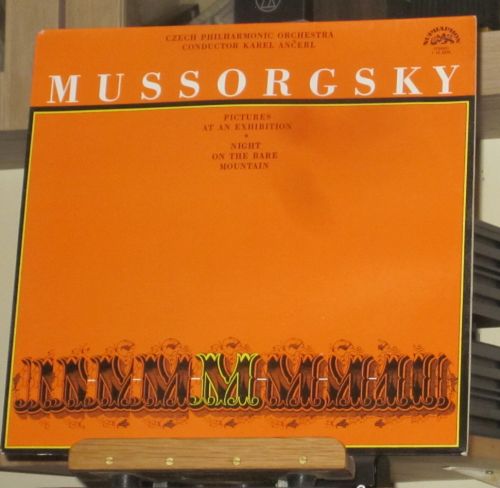 CZECH PHILHARMONIC ORCHESTRA
CONDUCTOR KAREL ANČERL
SUPRAPHON
MUSSORGSKY
PICTURES
AT AN EXHIBITION
*
NIGHT
ON THE BARE
MOUNTAIN
M